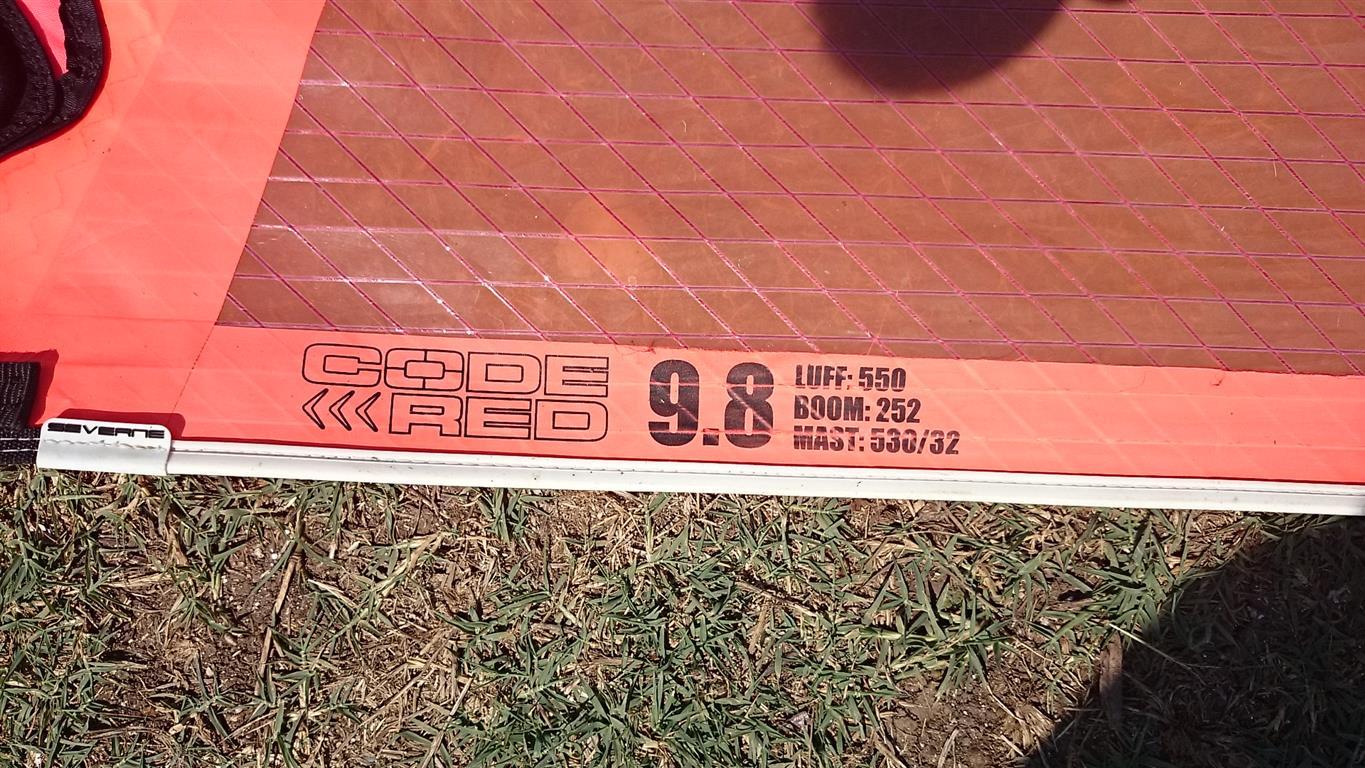 CODE
RED
9.8
LUFF: 550
BOOM: 252
MAST: 530/32
SEVERNE